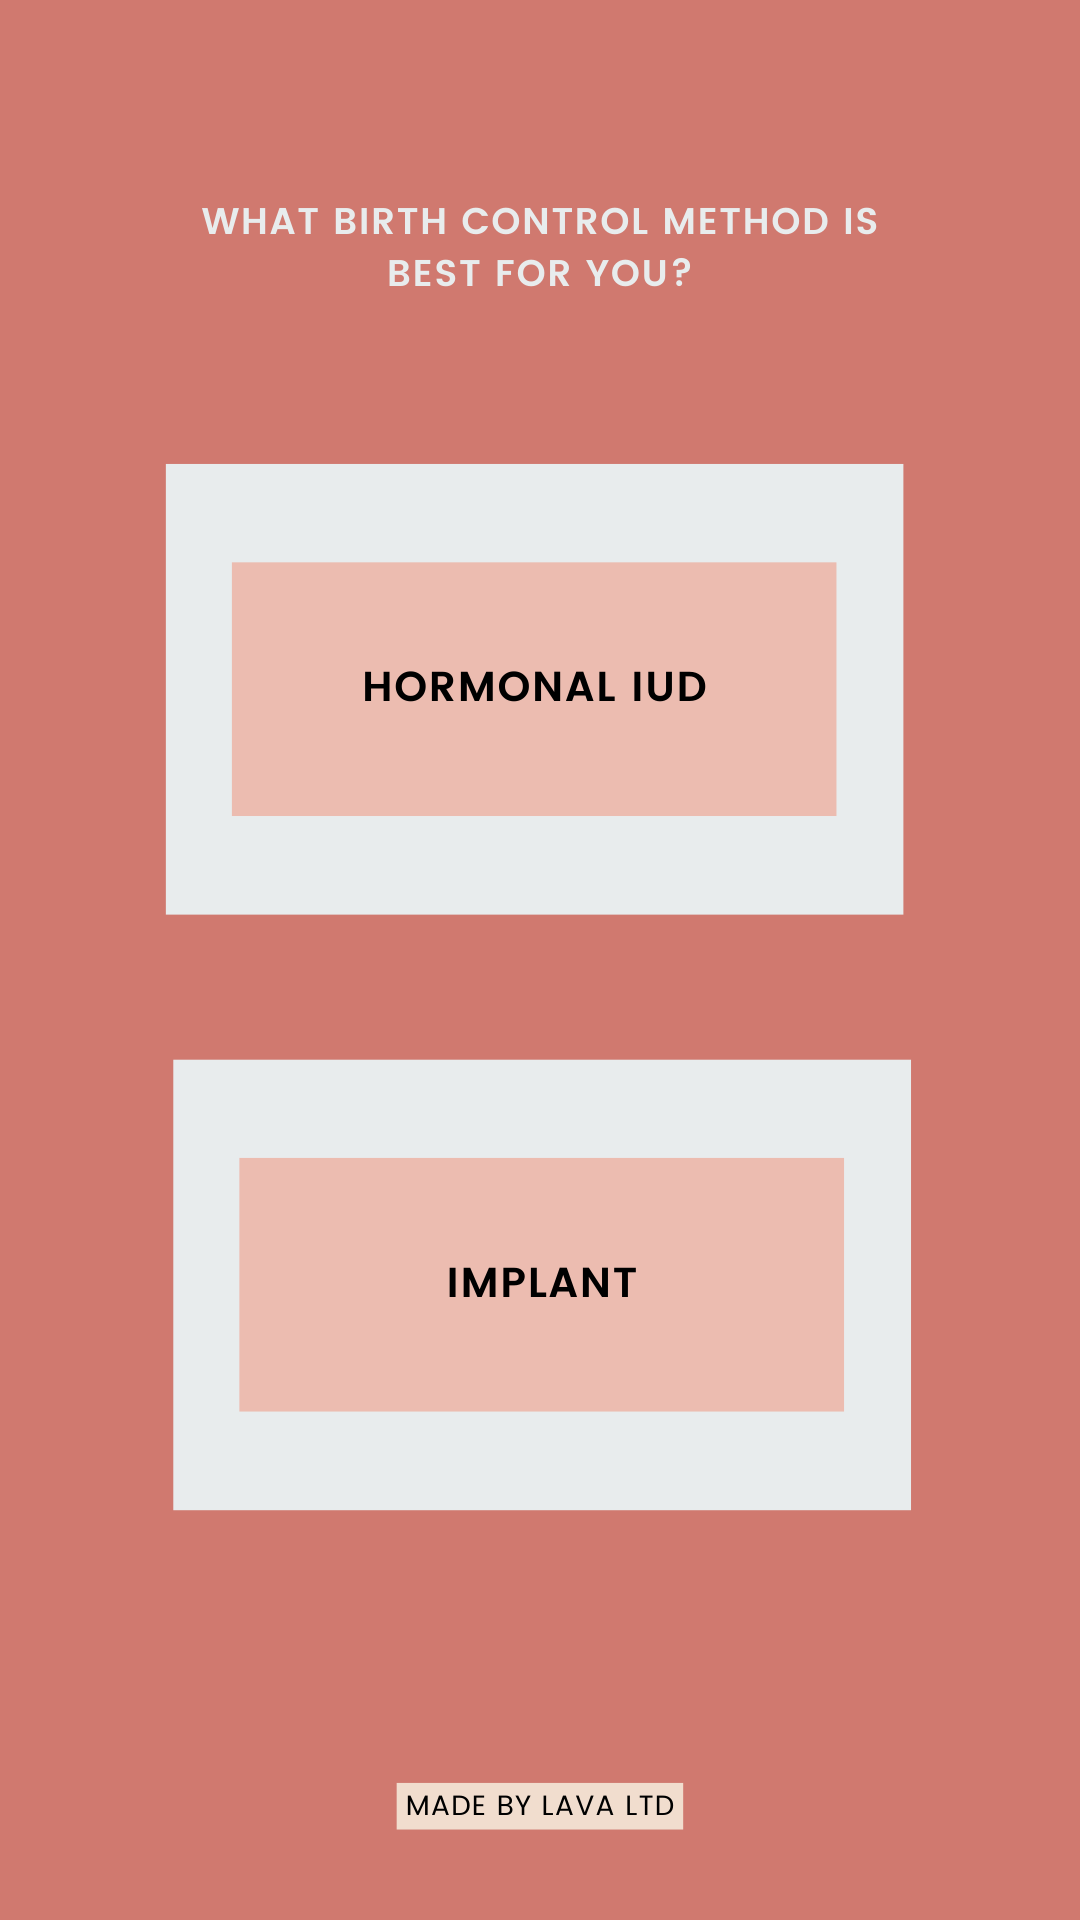 WHAT BIRTH CONTROL METHOD IS
BEST FOR YOU?
HORMONAL IUD
IMPLANT
MADE BY LAVA LTD